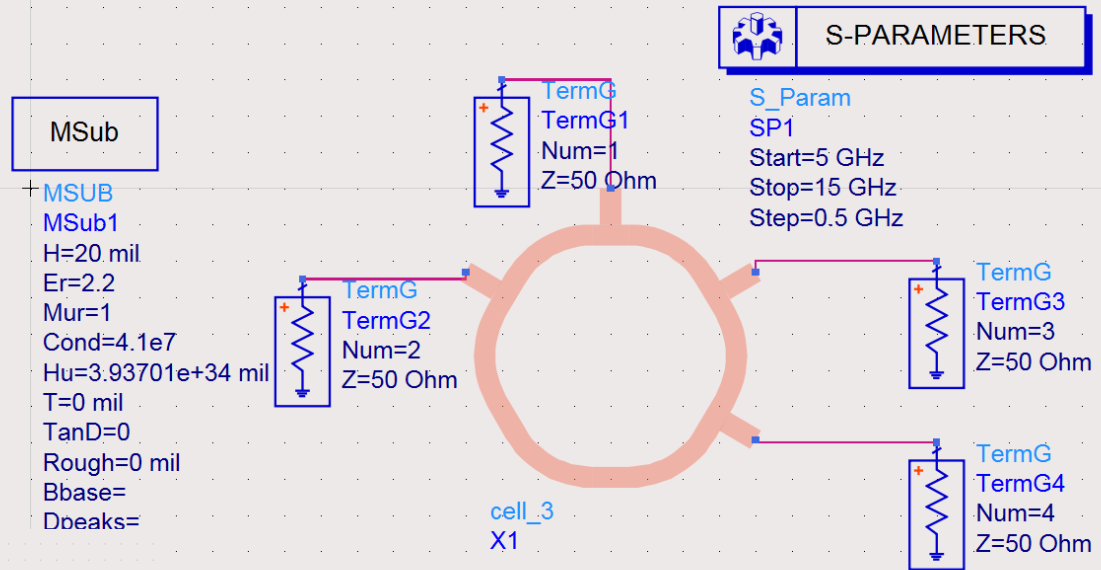 S-PARAMETERS
MSub
MSUB
MSub1
H=20 mil
Er=2.2
Mur=1
Cond=4.1e7
Hu=3.93701e+34 mil
T=0 mil
TanD=0
Rough=0 mil
Bbase=
Dpeaks=
TermG
TermG1
Num=1
Z=50 Ohm
S_Param
SP1
Start=5 GHz
Stop=15 GHz
Step=0.5 GHz
TermG
TermG2
Num=2
Z=50 Ohm
TermG
TermG3
Num=3
Z=50 Ohm
TermG
TermG4
Num=4
Z=50 Ohm
cell_3
X1